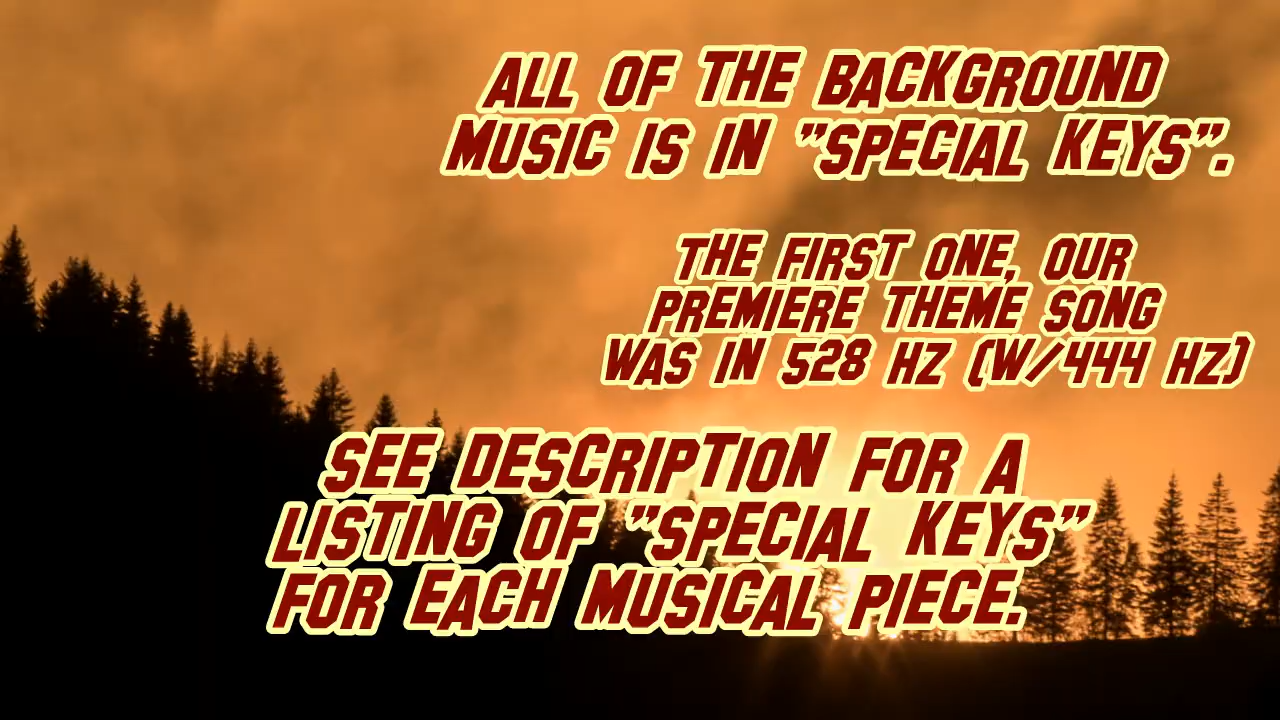 ALL OF THE BACKGROUND
MUSIC IS IN "SPECIAL KEYS".
THE FIRST ONE, OUR
PREMIERE THEME SONG
WAS IN 528 HZ (W/444 HZ)
SEE DESCRIPTION FOR A
LISTING OF "SPECIAL KEYS"
FOR EACH MUSICAL PIECE.